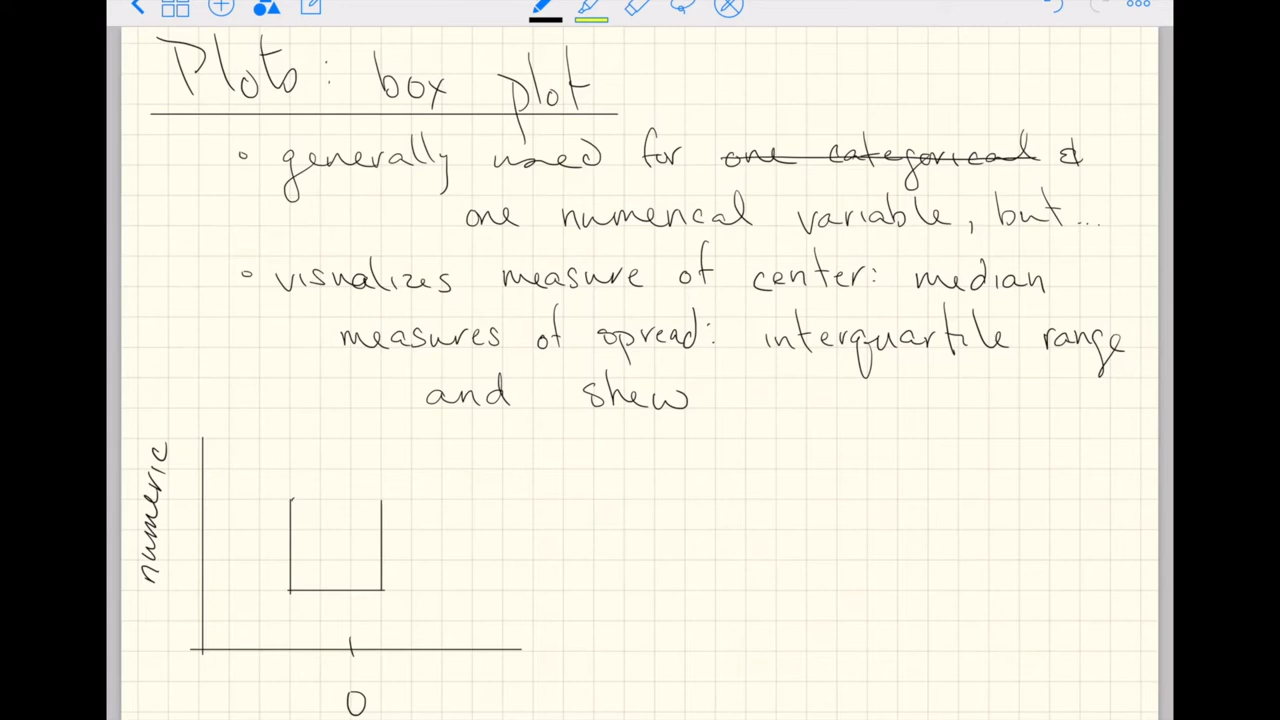 Plots: box plot
• generally used for one categorical &
one numerical variable, but...
• visualizes measure of center: median
measures of spread: interquartile range
and skew
numeric
0